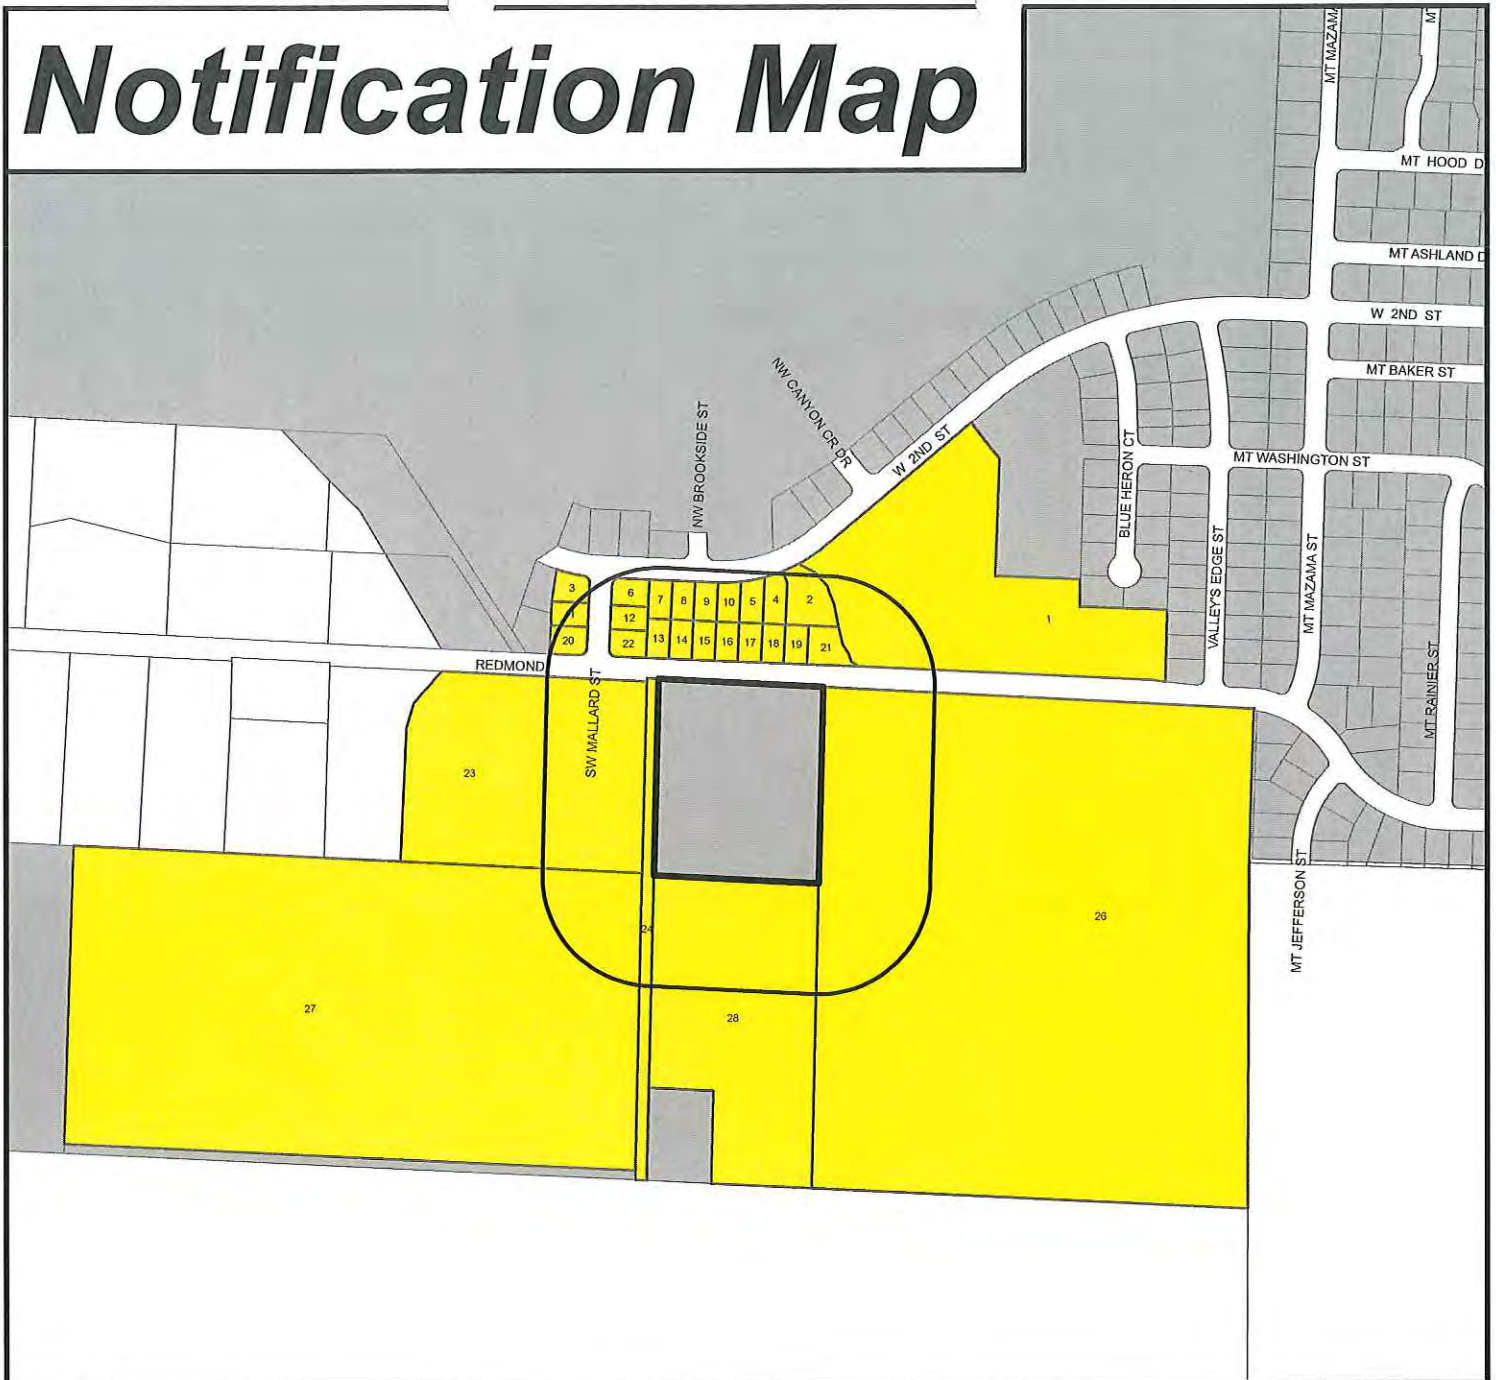 Notification Map
MT MAZAMA
MT HOOD D
MT ASHLAND D
W 2ND ST
MT BAKER ST
NW CANYON CR DR
NW BROOKSIDE ST
W 2ND ST
BLUE HERON CT
MT WASHINGTON ST
VALLEY'S EDGE ST
MT MAZAMA ST
MT RAINIER ST
3
6
7
8
9
10
5
4
2
12
1
20
22
13
14
15
16
17
18
19
21
REDMOND
SW MALLARD ST
23
24
26
27
28
MT JEFFERSON ST